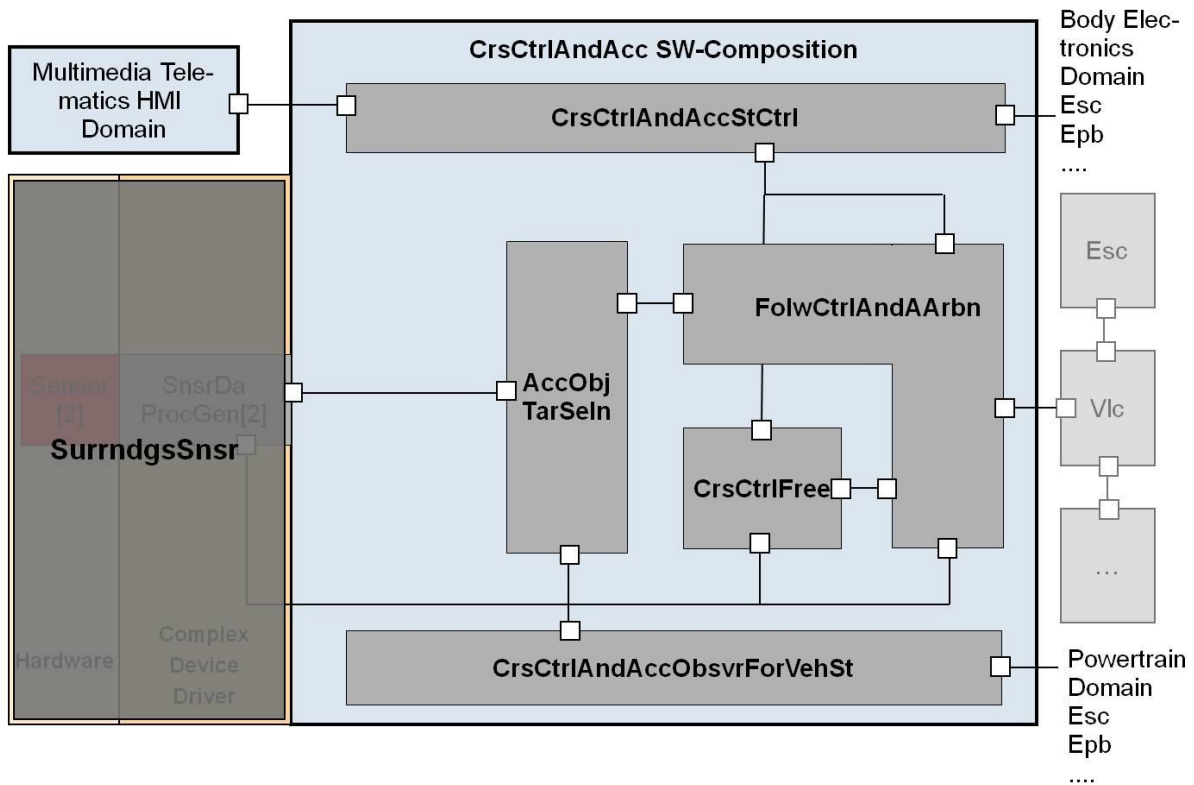 Body Elec-
tronics
Domain
Esc
Epb
....
CrsCtrlAndAcc SW-Composition
Multimedia Tele-
matics HMI
Domain
CrsCtrlAndAccStCtrl
Esc
FolwCtrlAndAArbn
Sensor
[2]
SnsrDa
ProcGen[2]
SurrndgsSnsr
AccObj
TarSeln
Vlc
CrsCtrlFree
...
Hardware
Complex
Device
Driver
CrsCtrlAndAccObsvrForVehSt
Powertrain
Domain
Esc
Epb
....